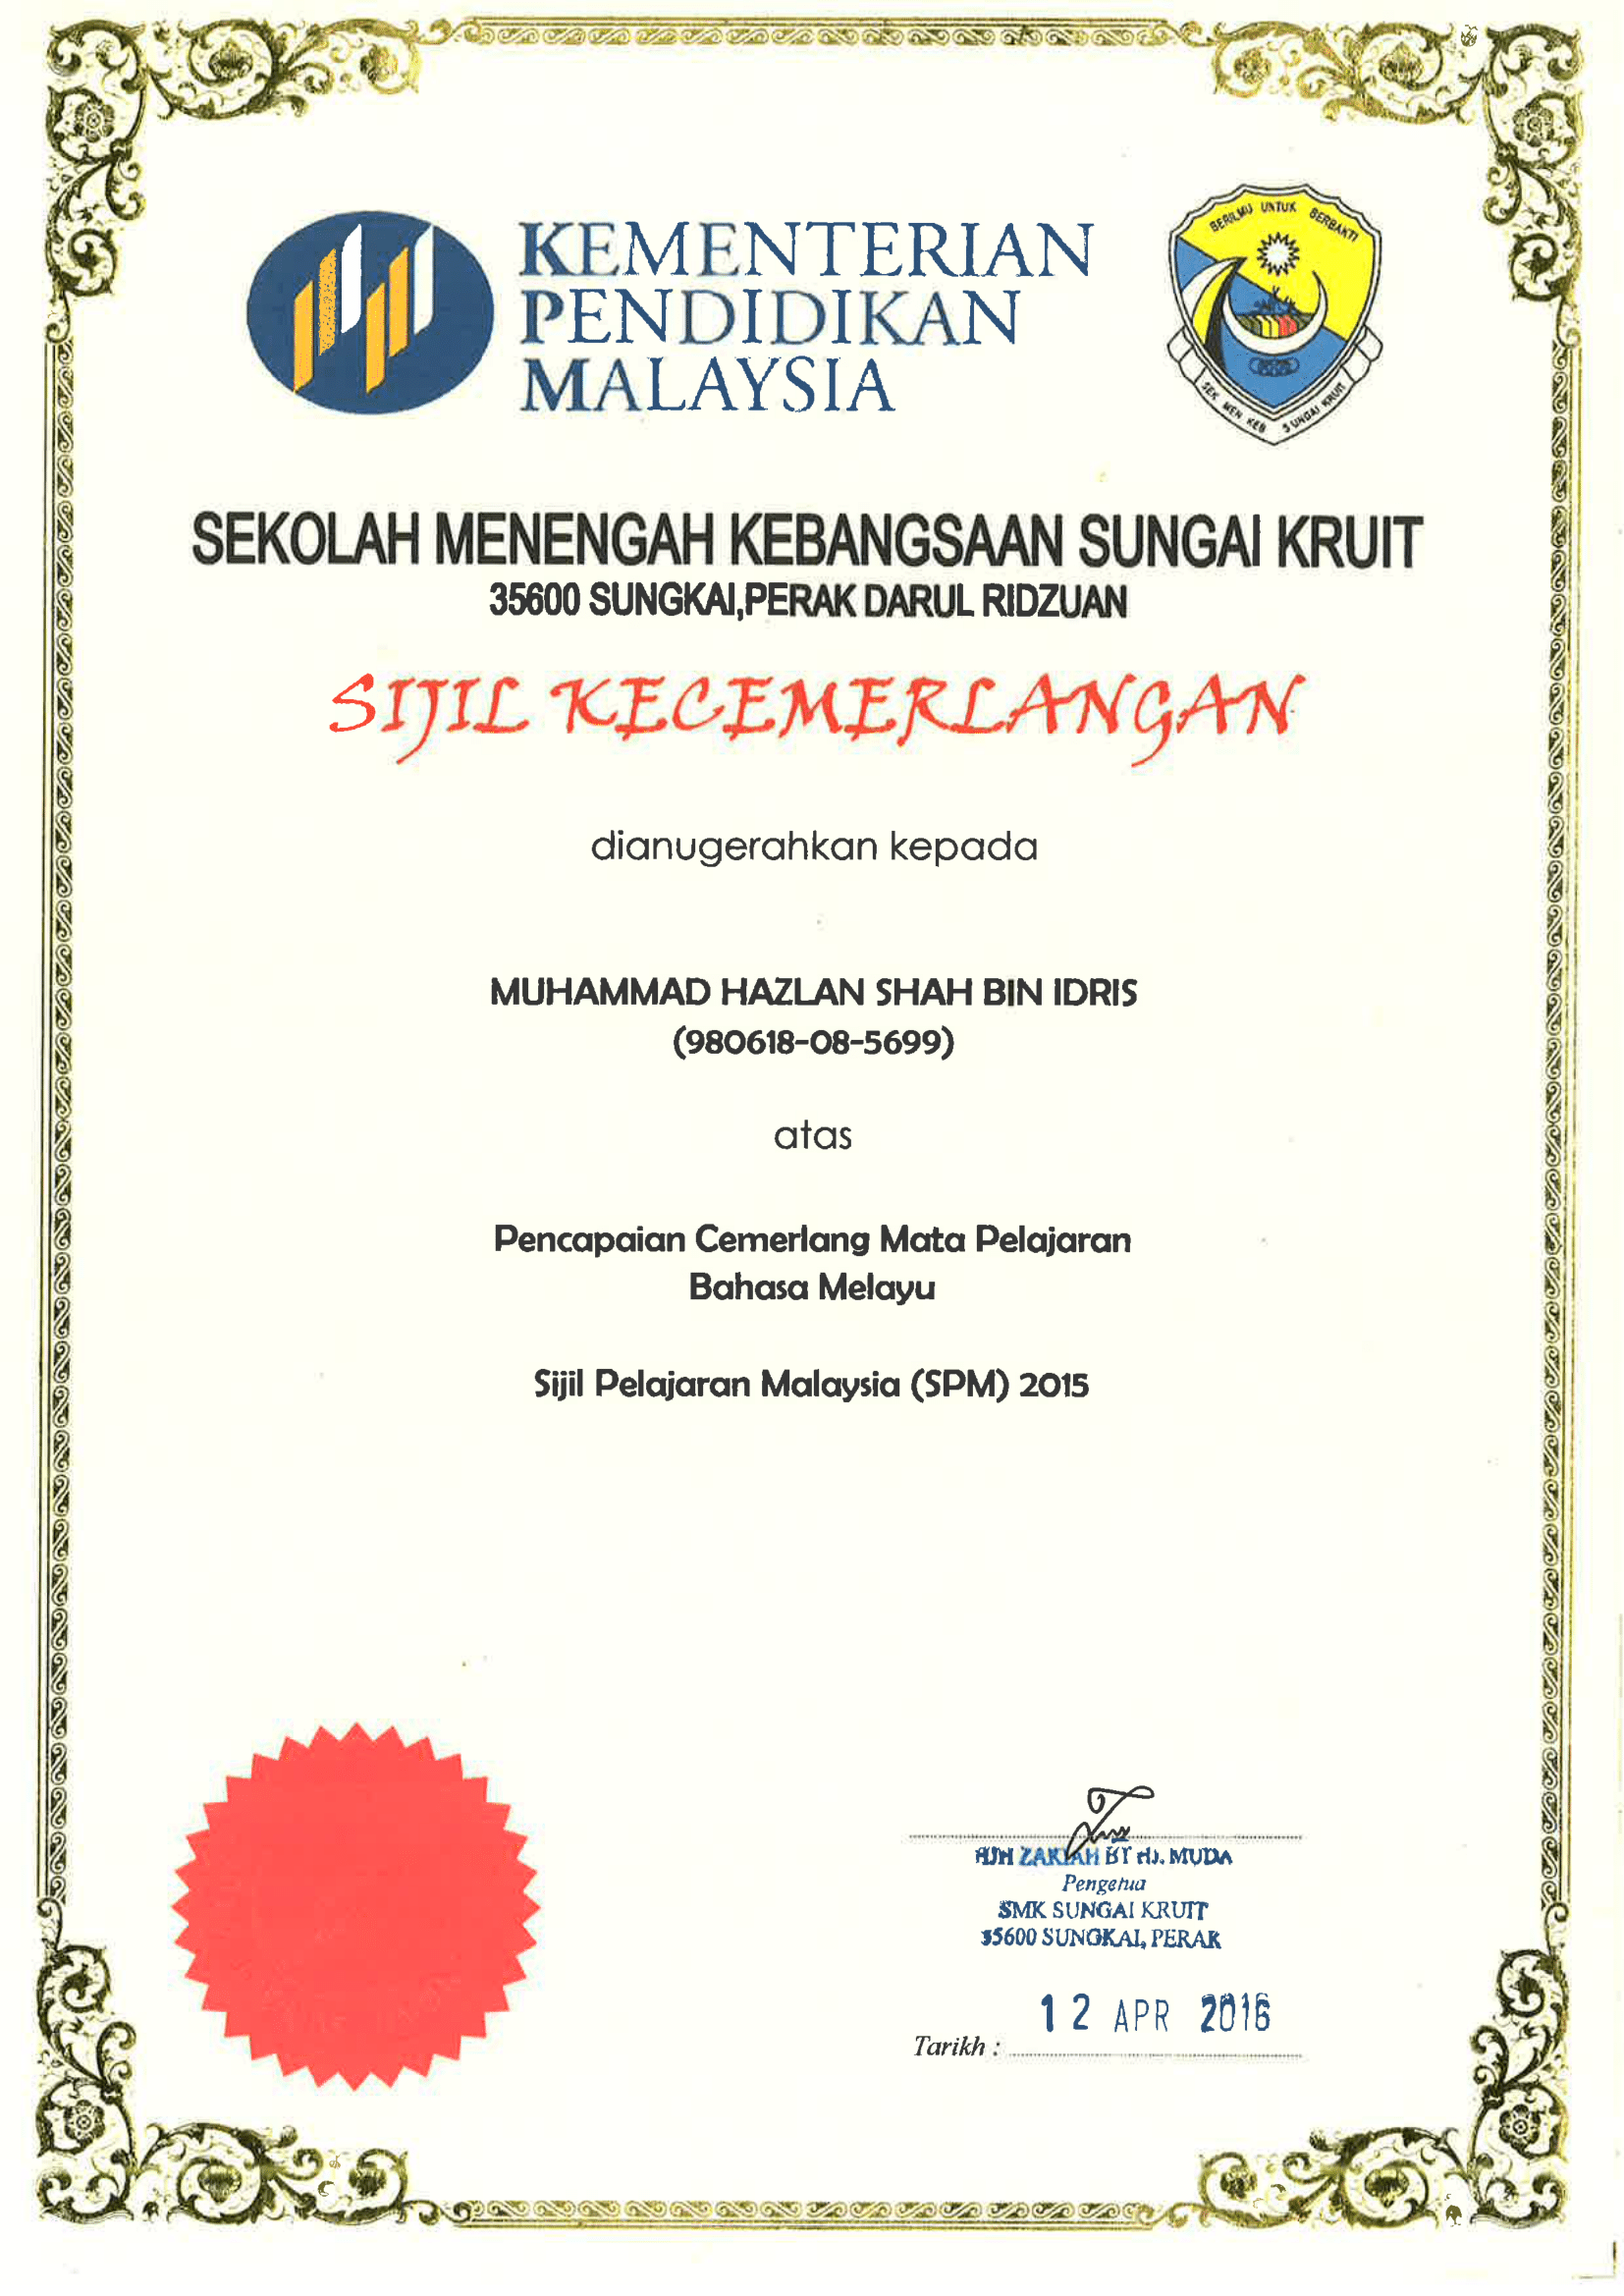 KEMENTERIAN
PENDIDIKAN
MALAYSIA
BERILMU UNTUK BERBAKTI
SEK MEN KEB SUNGAI KRUIT
SEKOLAH MENENGAH KEBANGSAAN SUNGAI KRUIT
35600 SUNGKAI,PERAK DARUL RIDZUAN
SIJIL KECEMERLANGAN
dianugerahkan kepada
MUHAMMAD HAZLAN SHAH BIN IDRIS
(980618-08-5699)
atas
Pencapaian Cemerlang Mata Pelajaran
Bahasa Melayu
Sijil Pelajaran Malaysia (SPM) 2015
HJH ZAKIAH BT HJ. MUDA
Pengetua
SMK SUNGAI KRUIT
35600 SUNGKAI, PERAK
12 APR 2016
Tarikh :